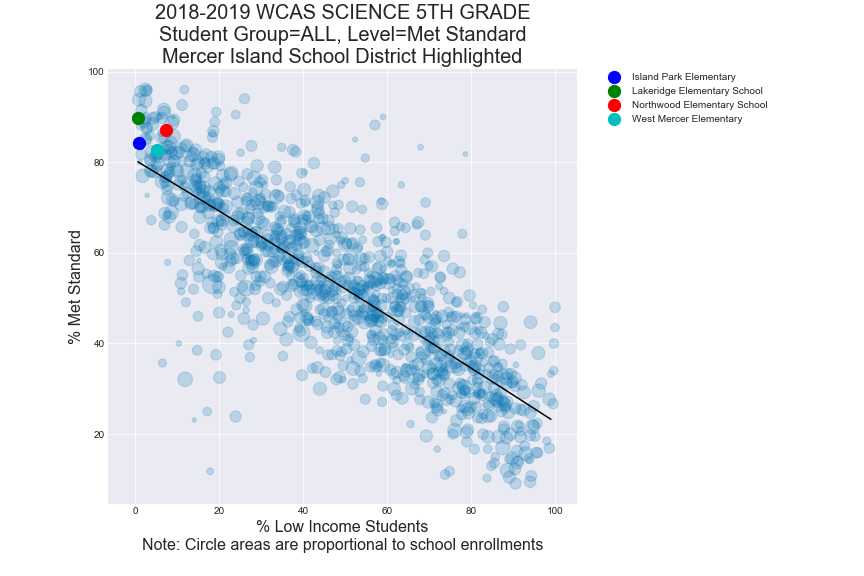 2018-2019 WCAS SCIENCE 5TH GRADE
Student Group=ALL, Level=Met Standard
Mercer Island School District Highlighted
Island Park Elementary
Lakeridge Elementary School
Northwood Elementary School
West Mercer Elementary
% Met Standard
100
80
60
40
20
0 20 40 60 80 100
% Low Income Students
Note: Circle areas are proportional to school enrollments